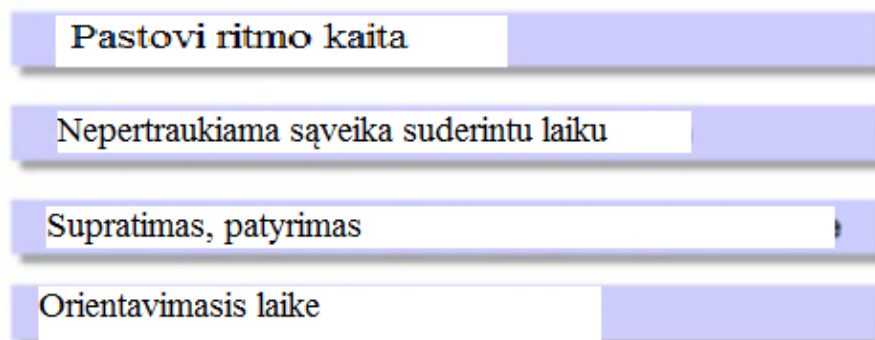 Pastovi ritmo kaita
Nepertraukiama sąveika suderintu laiku
Supratimas, patyrimas
Orientavimasis laike